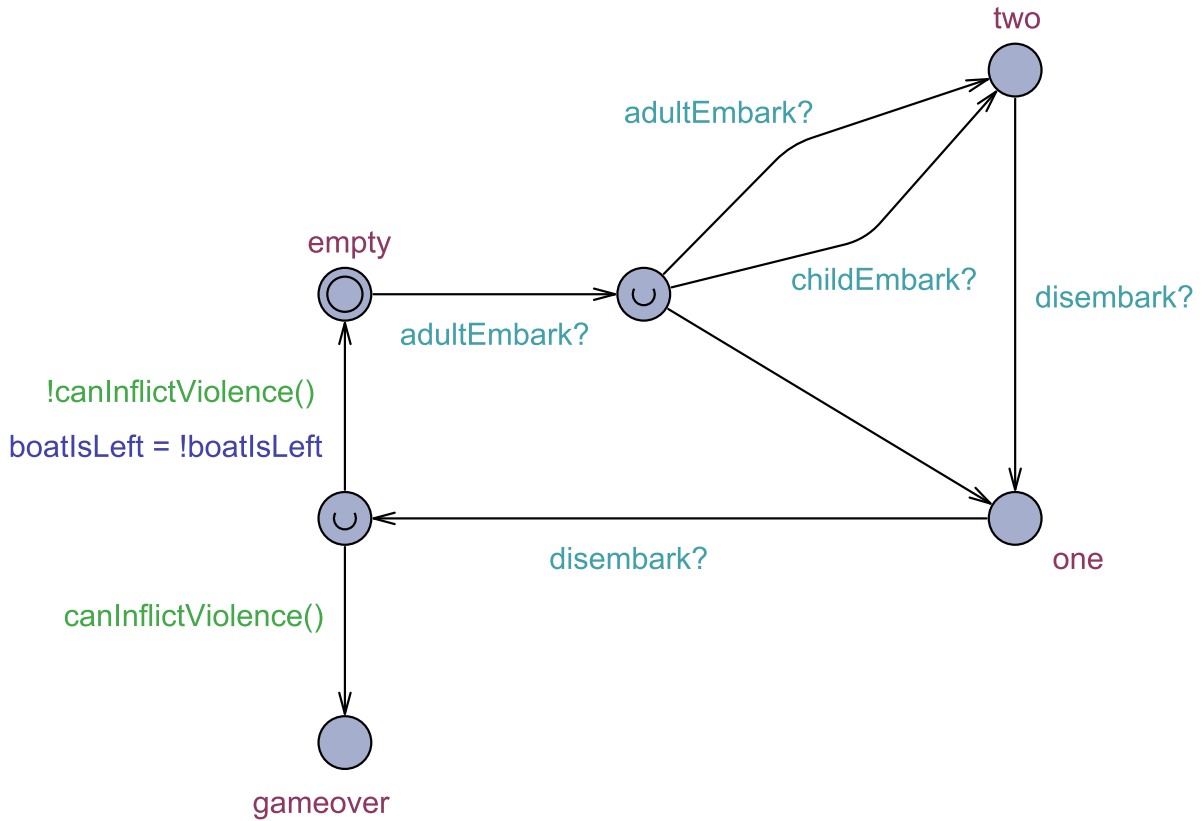 two
adultEmbark?
empty
childEmbark?
disembark?
adultEmbark?
!canInflictViolence()
boatIsLeft = !boatIsLeft
disembark?
one
canInflictViolence()
gameover